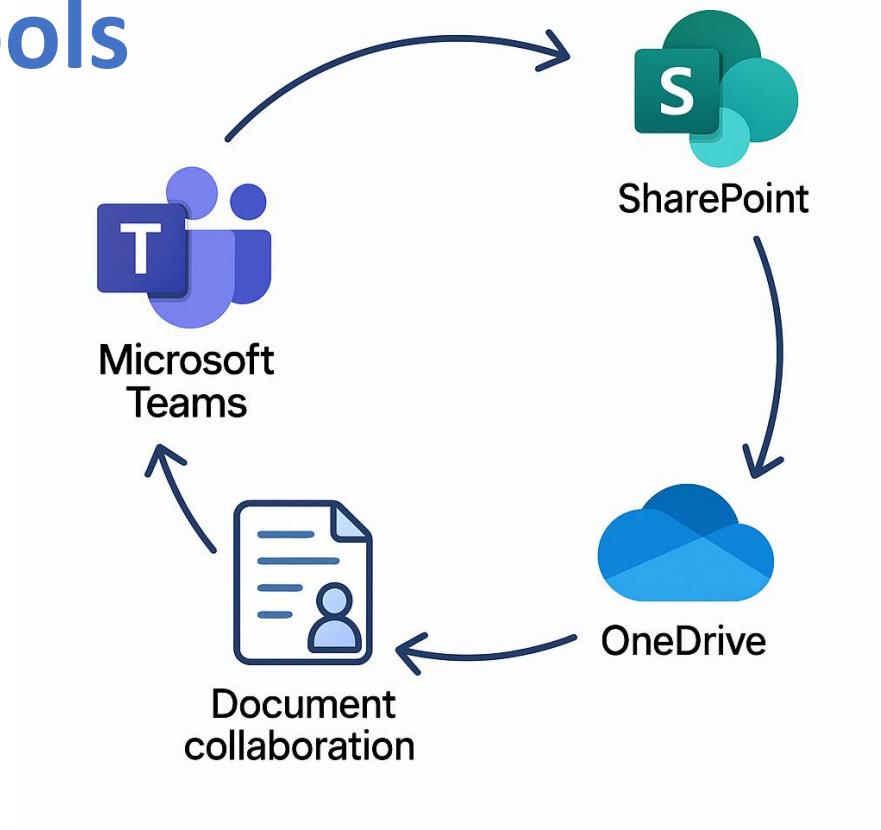 ols
SharePoint
Microsoft
Teams
OneDrive
Document
collaboration
S
T